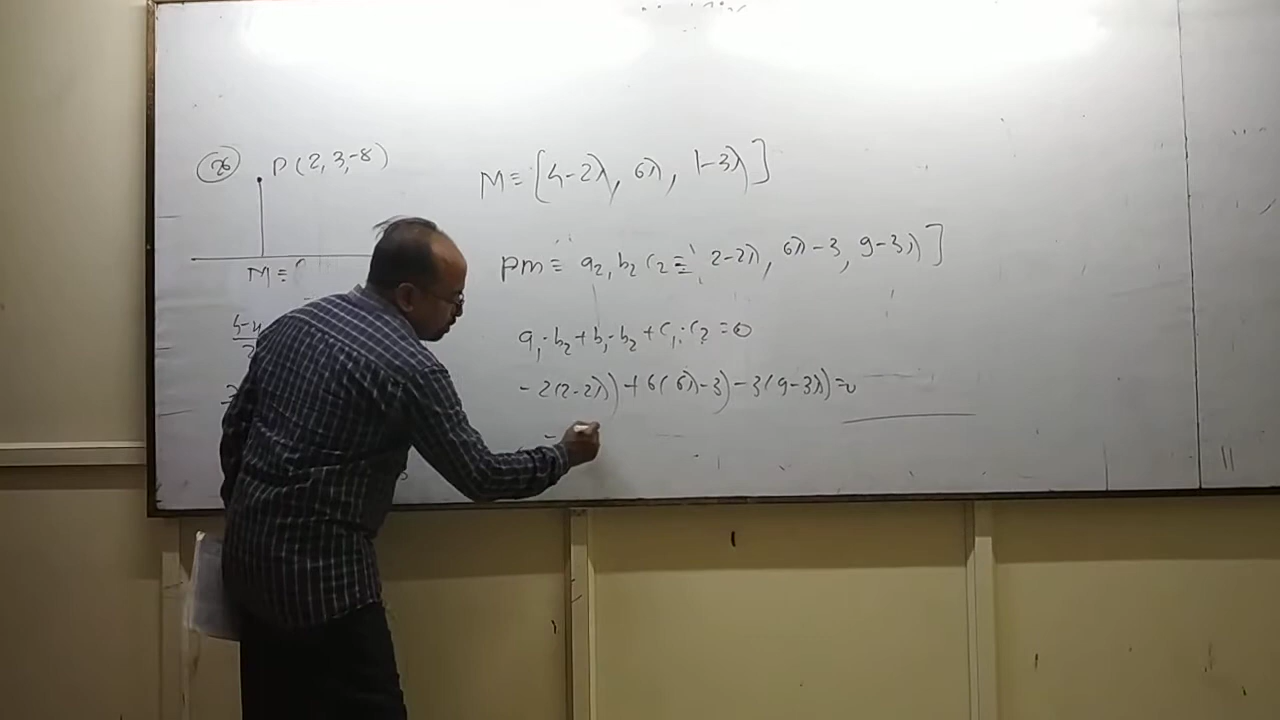 26 P(2, 3, -8)
M ≡ [4-2λ, 6λ, 1-3λ]
M ≡
PM ≡ a₂, b₂ c₂ ≡ 2-2λ, 6λ-3, 9-3λ]
a₁·b₂+b₁·b₂+c₁·c₂=0
-2(2-2λ))+6(6λ-3)-3(9-3λ)=0